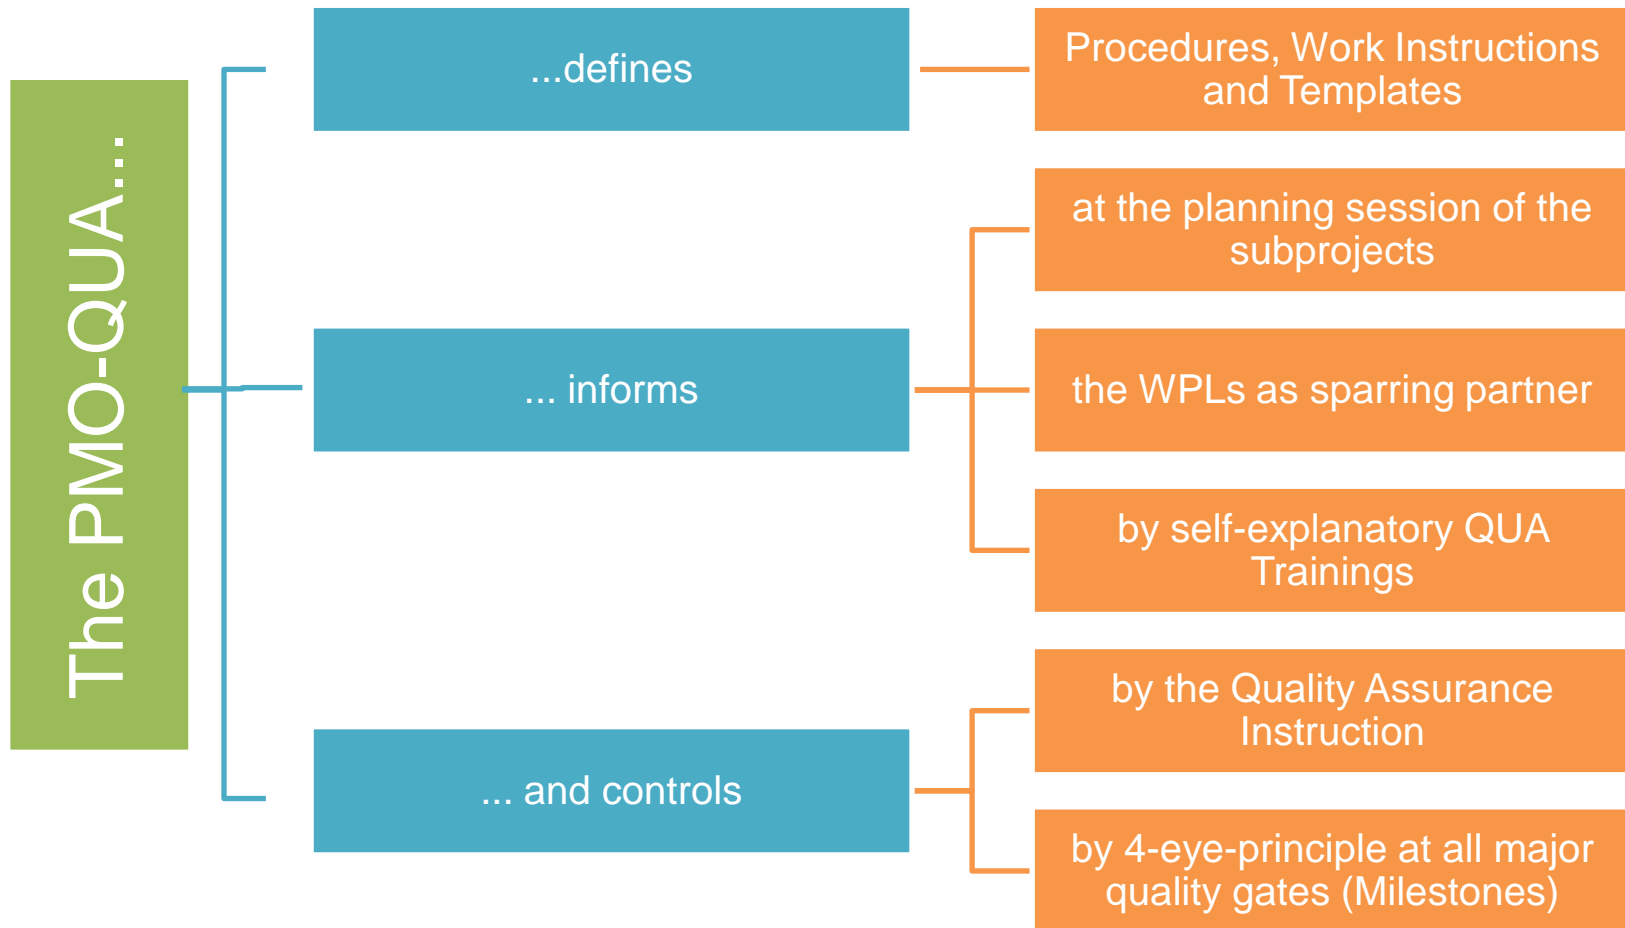 The PMO-QUA...
...defines
Procedures, Work Instructions
and Templates
... informs
at the planning session of the
subprojects
the WPLs as sparring partner
by self-explanatory QUA
Trainings
... and controls
by the Quality Assurance
Instruction
by 4-eye-principle at all major
quality gates (Milestones)